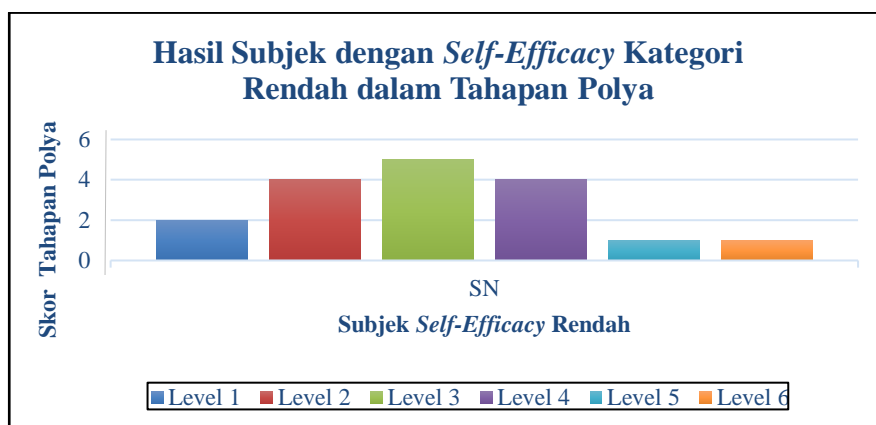 Hasil Subjek dengan Self-Efficacy Kategori
Rendah dalam Tahapan Polya
Skor Tahapan Polya
6
4
2
0
SN
Subjek Self-Efficacy Rendah
Level 1 Level 2 Level 3 Level 4 Level 5 Level 6